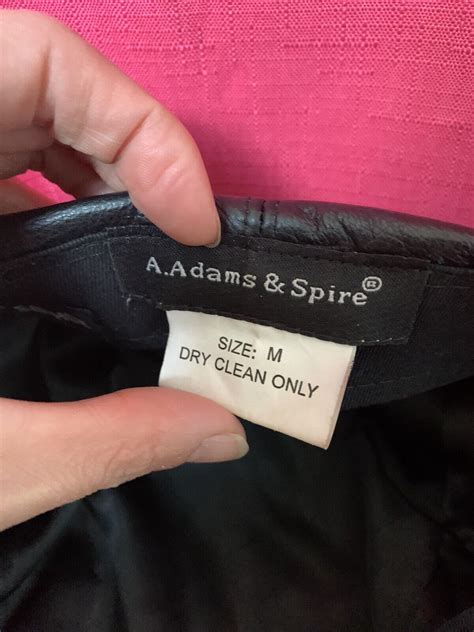 A.Adams & Spire®
SIZE: M
DRY CLEAN ONLY